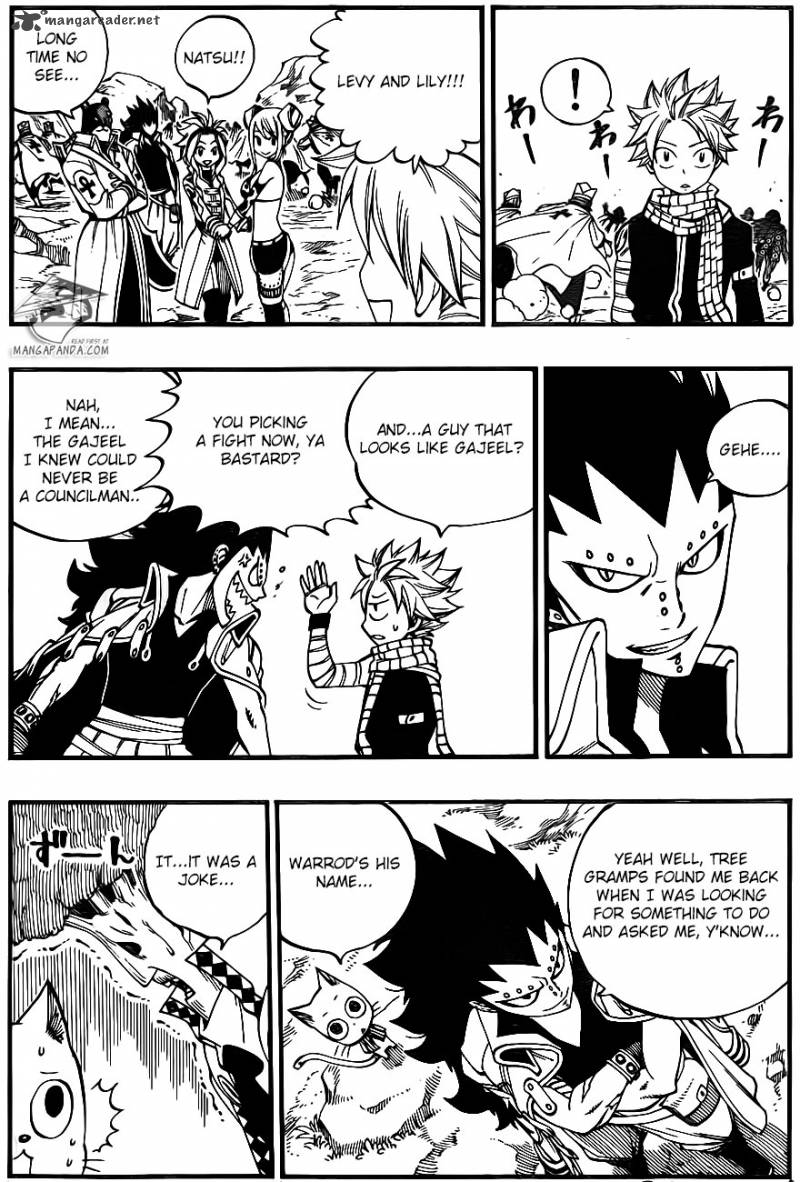 mangareader.net
!
わー
わー
LEVY AND LILY!!!
NATSU!!
LONG
TIME NO
SEE...
READ FIRST AT
MANGAPANDA.COM
GEHE....
AND...A GUY THAT
LOOKS LIKE GAJEEL?
YOU PICKING
A FIGHT NOW, YA
BASTARD?
NAH,
I MEAN...
THE GAJEEL
I KNEW COULD
NEVER BE
A COUNCILMAN..
YEAH WELL, TREE
GRAMPS FOUND ME BACK
WHEN I WAS LOOKING
FOR SOMETHING TO DO
AND ASKED ME, Y'KNOW...
WARROD'S HIS
NAME...
IT...IT WAS A
JOKE...
ずーん